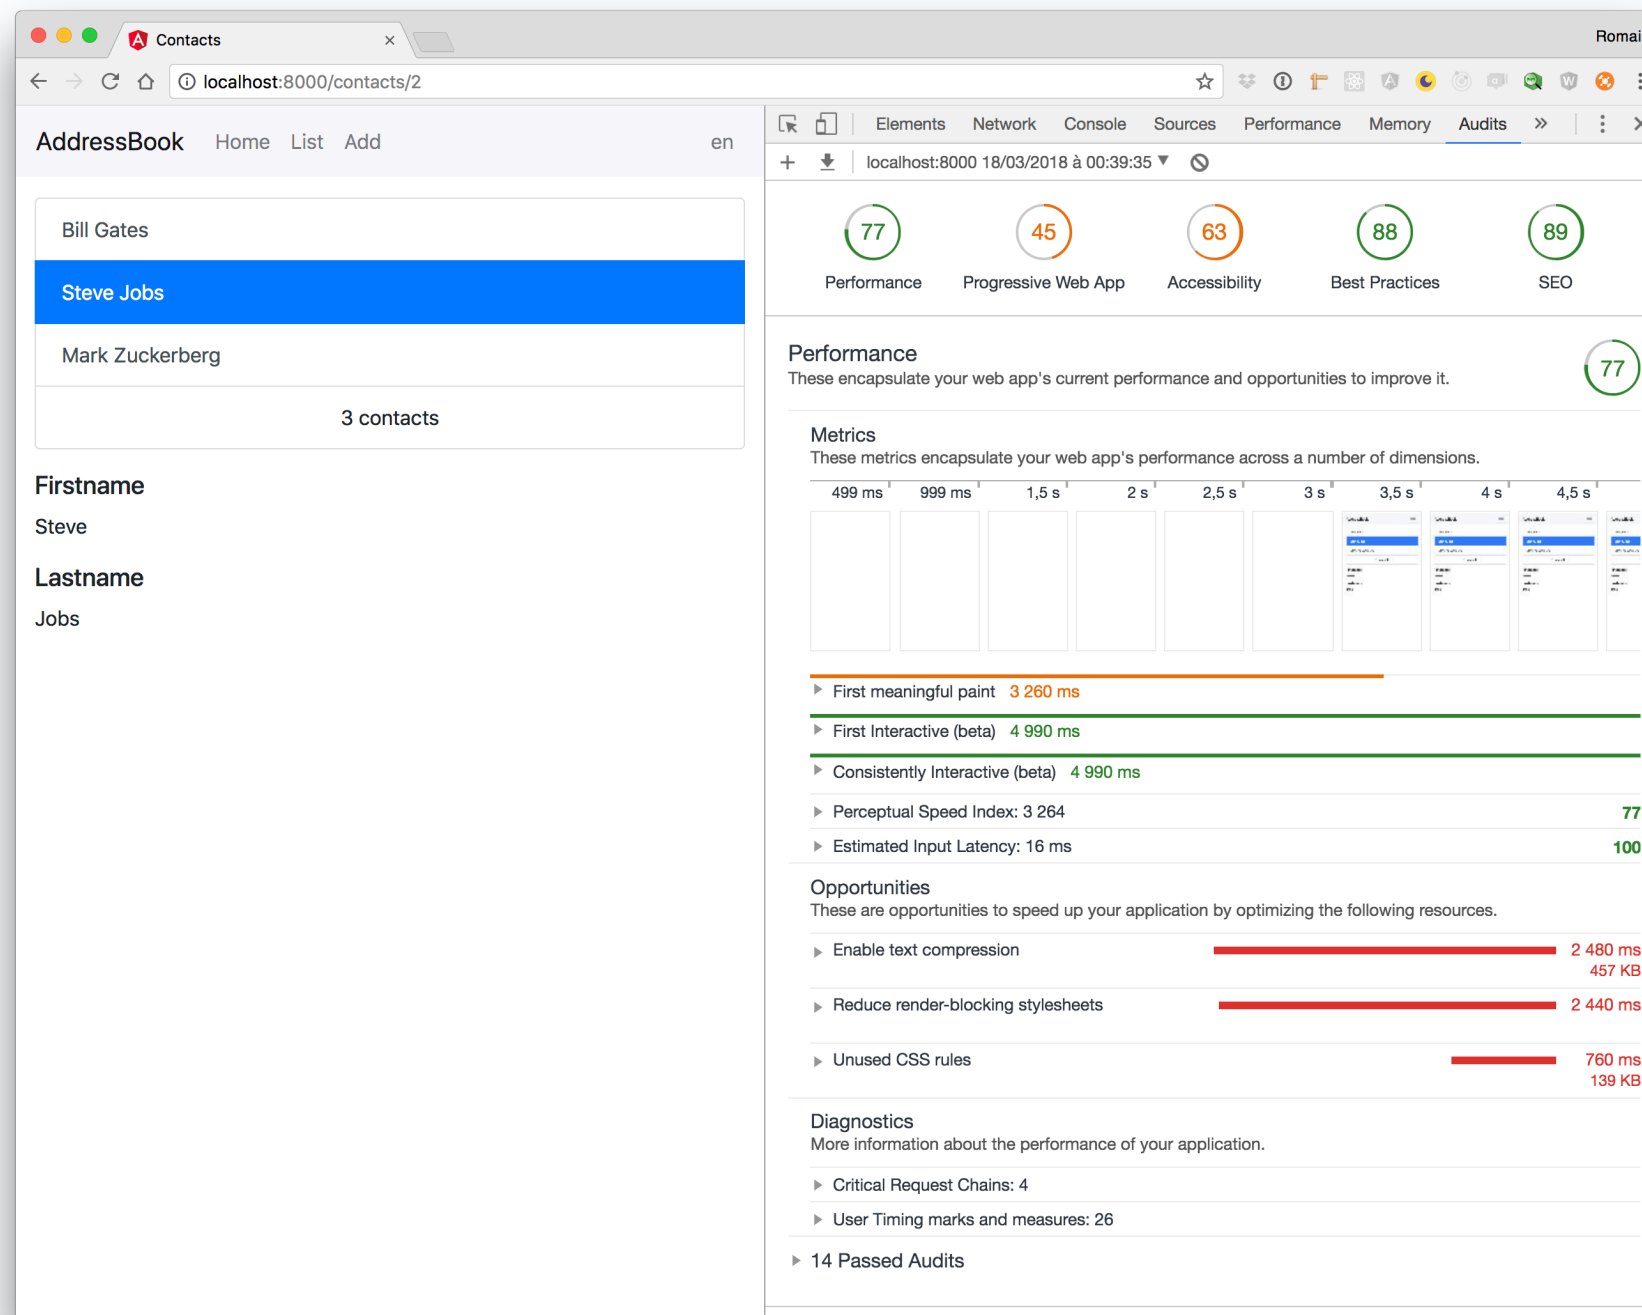 Contacts
Romai
localhost:8000/contacts/2
AddressBook Home List Add en
Bill Gates
Steve Jobs
Mark Zuckerberg
3 contacts
Firstname
Steve
Lastname
Jobs
Elements Network Console Sources Performance Memory Audits
localhost:8000 18/03/2018 à 00:39:35
77 45 63 88 89
Performance Progressive Web App Accessibility Best Practices SEO
Performance
These encapsulate your web app's current performance and opportunities to improve it.
77
Metrics
These metrics encapsulate your web app's performance across a number of dimensions.
499 ms 999 ms 1,5 s 2 s 2,5 s 3 s 3,5 s 4 s 4,5 s
First meaningful paint 3 260 ms
First Interactive (beta) 4 990 ms
Consistently Interactive (beta) 4 990 ms
Perceptual Speed Index: 3 264 77
Estimated Input Latency: 16 ms 100
Opportunities
These are opportunities to speed up your application by optimizing the following resources.
Enable text compression 2 480 ms
457 KB
Reduce render-blocking stylesheets 2 440 ms
Unused CSS rules 760 ms
139 KB
Diagnostics
More information about the performance of your application.
Critical Request Chains: 4
User Timing marks and measures: 26
14 Passed Audits